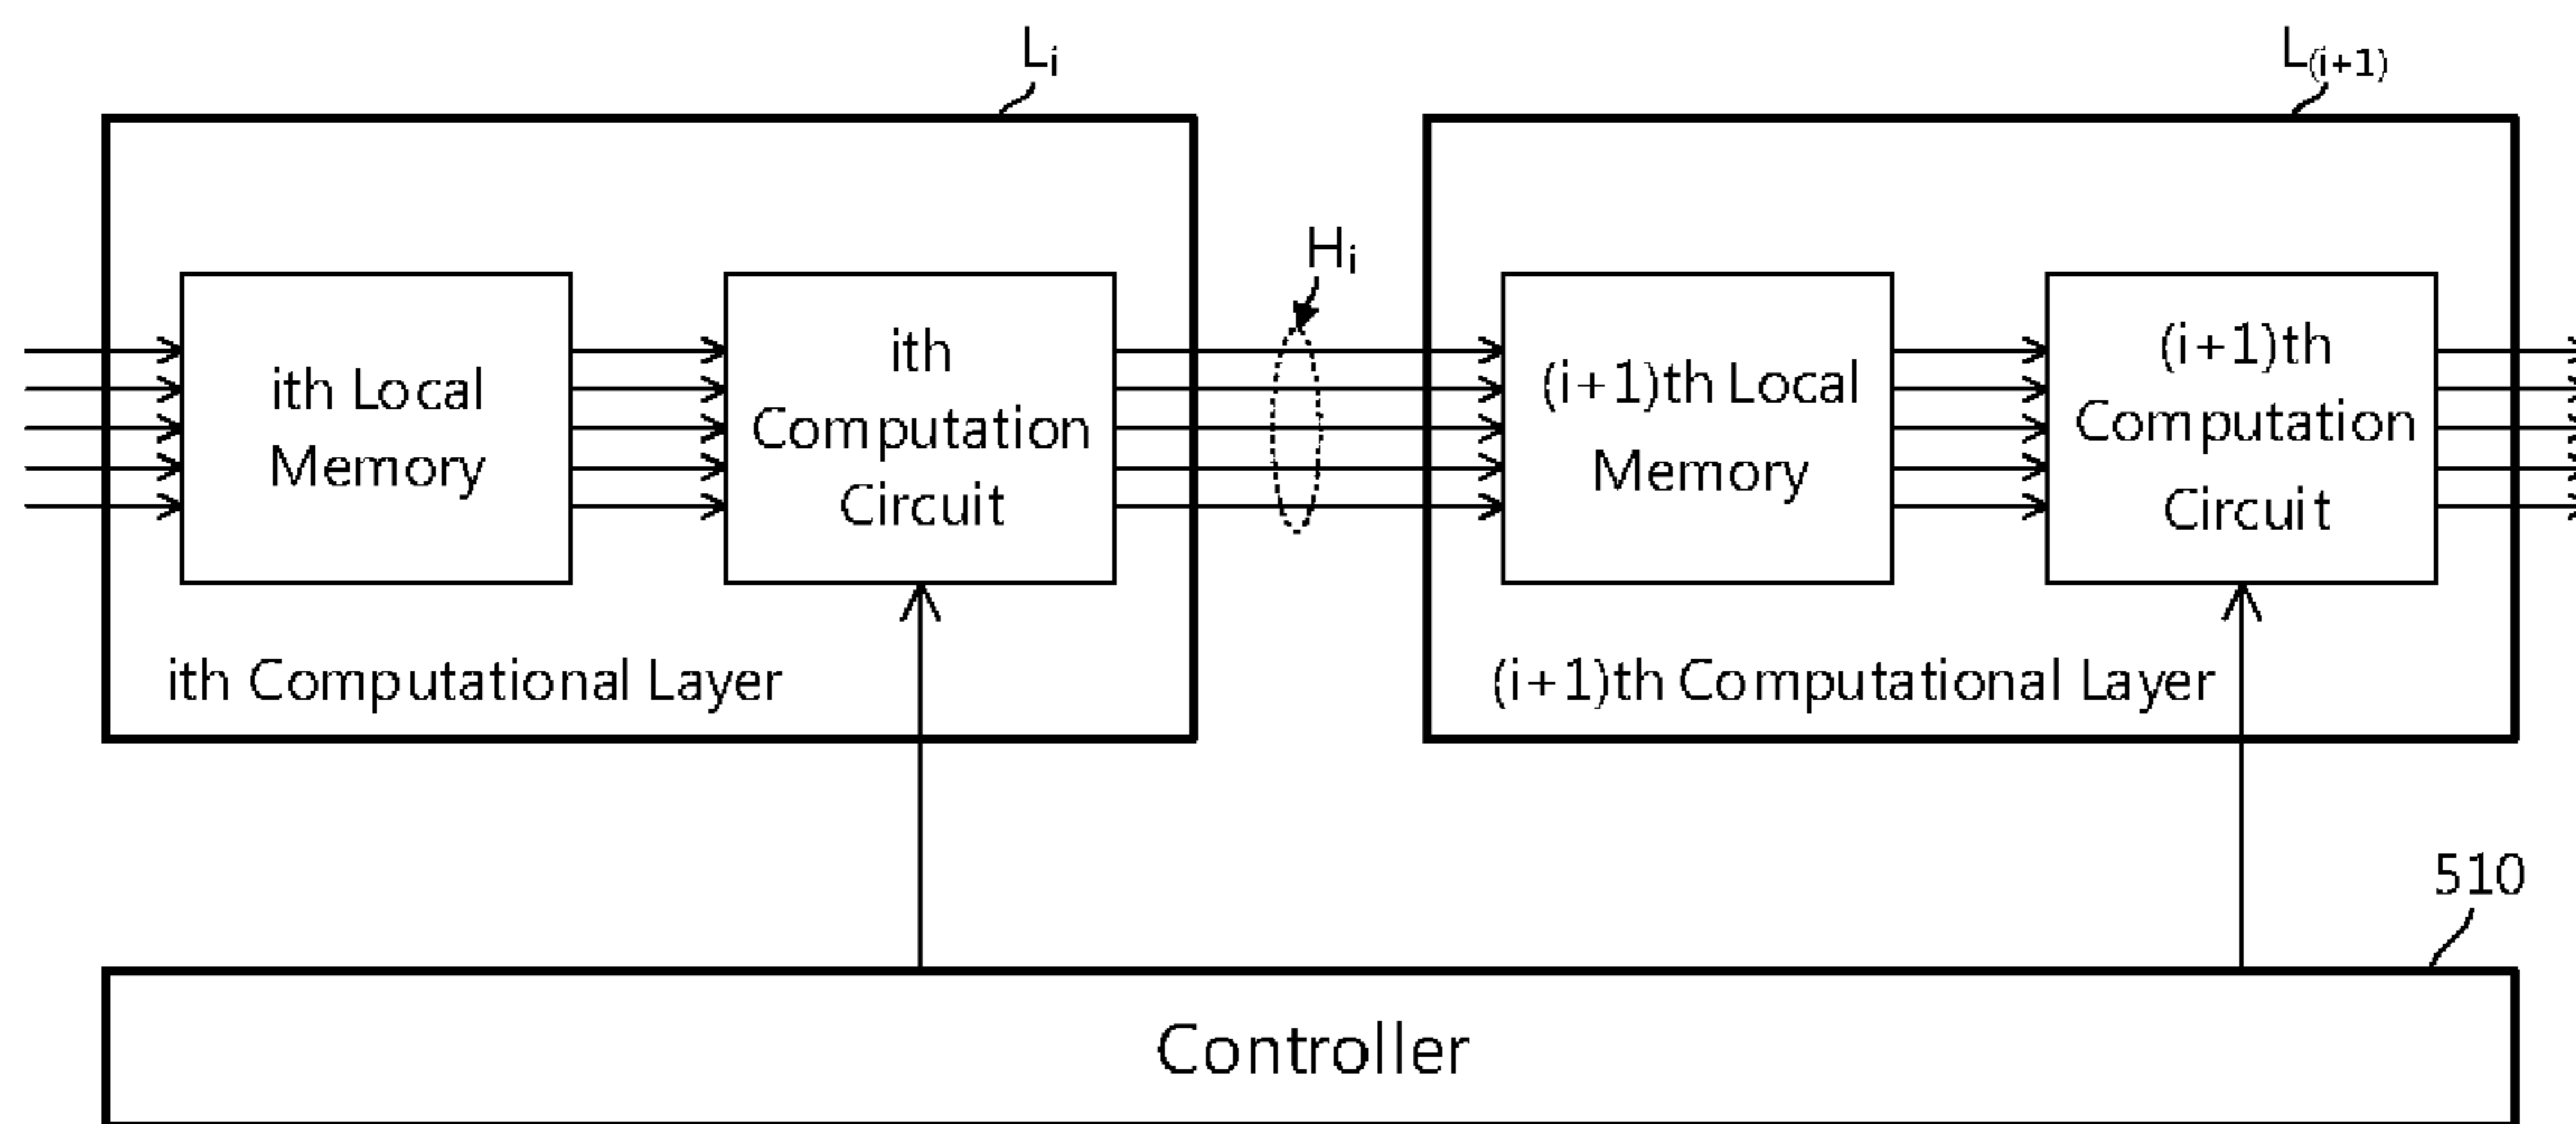 Li
L(i+1)
Hi
ith Local
Memory
ith
Computation
Circuit
(i+1)th Local
Memory
(i+1)th
Computation
Circuit
ith Computational Layer
(i+1)th Computational Layer
510
Controller